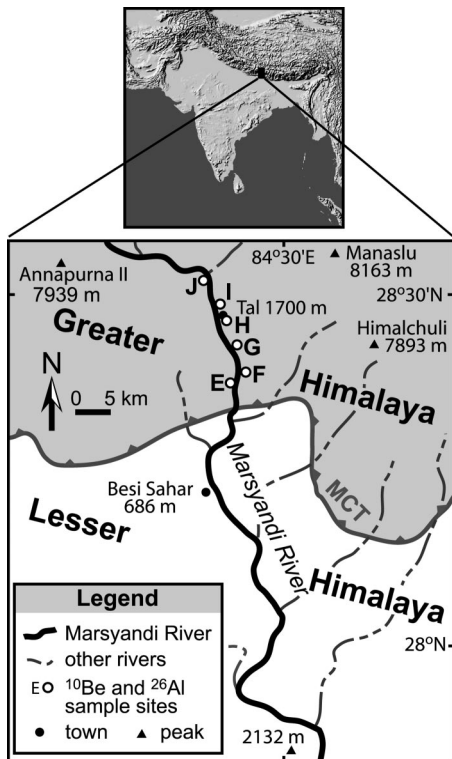 84°30'E
Manaslu
8163 m
Annapurna II
7939 m
J
28°30'N
I
Tal 1700 m
H
Greater
Himalchuli
7893 m
G
N
F
E
0 5 km
Himalaya
MCT
Besi Sahar
686 m
Marsyandi River
Lesser
Himalaya
Legend
Marsyandi River
other rivers
E ¹⁰Be and ²⁶Al
sample sites
town
peak
28°N
2132 m